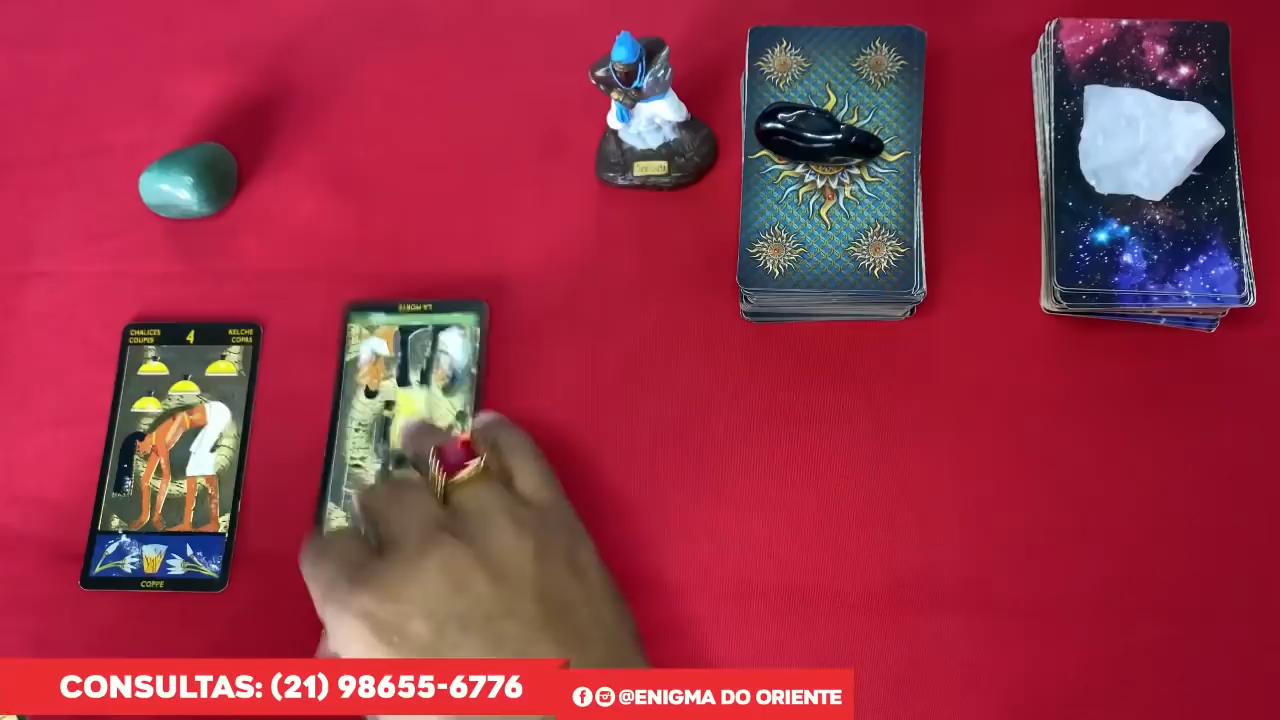 CHALICES
COUPES
4
KELCHE
COPAS
COPPE
LA MORTE
CONSULTAS: (21) 98655-6776
@ENIGMA DO ORIENTE